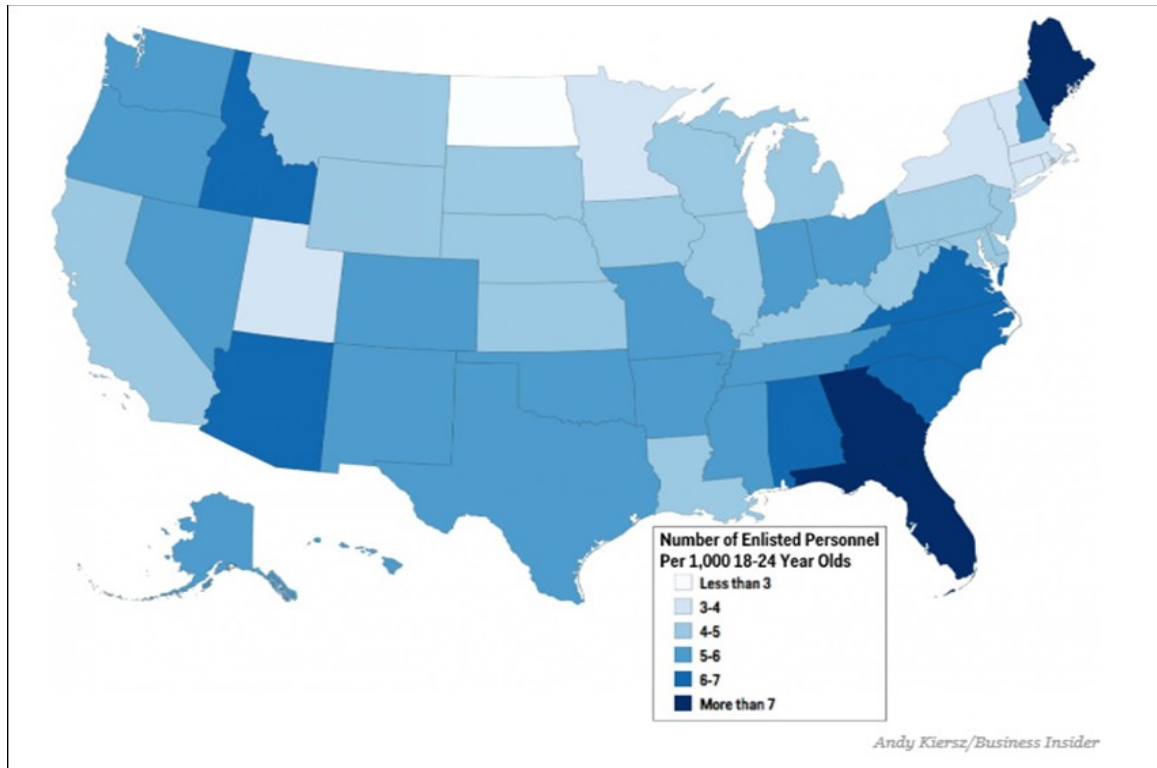 Number of Enlisted Personnel
Per 1,000 18-24 Year Olds
Less than 3
3-4
4-5
5-6
6-7
More than 7
Andy Kiersz/Business Insider